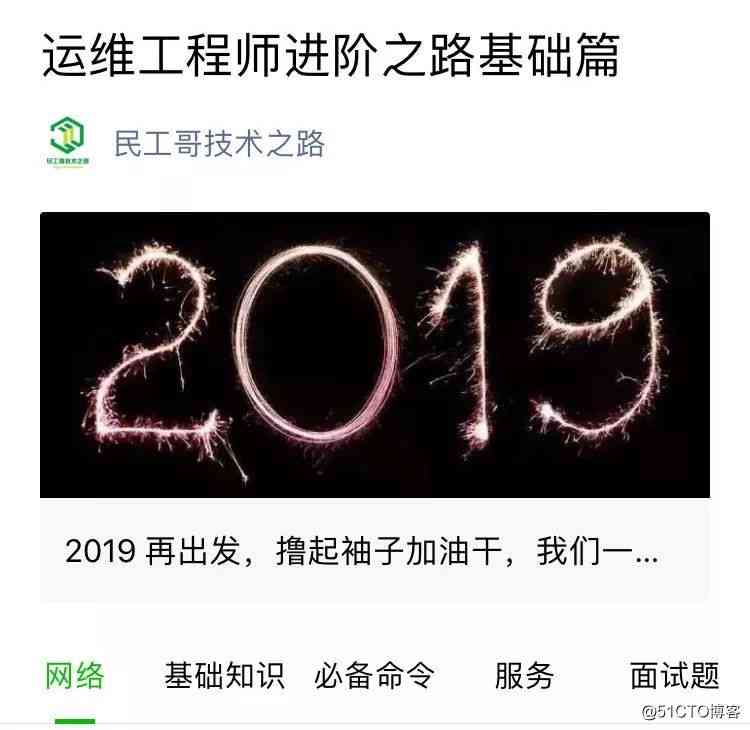 运维工程师进阶之路基础篇
民工哥技术之路
民工哥技术之路
2019
2019 再出发，撸起袖子加油干，我们一...
网络 基础知识 必备命令 服务 面试题
@51CTO博客